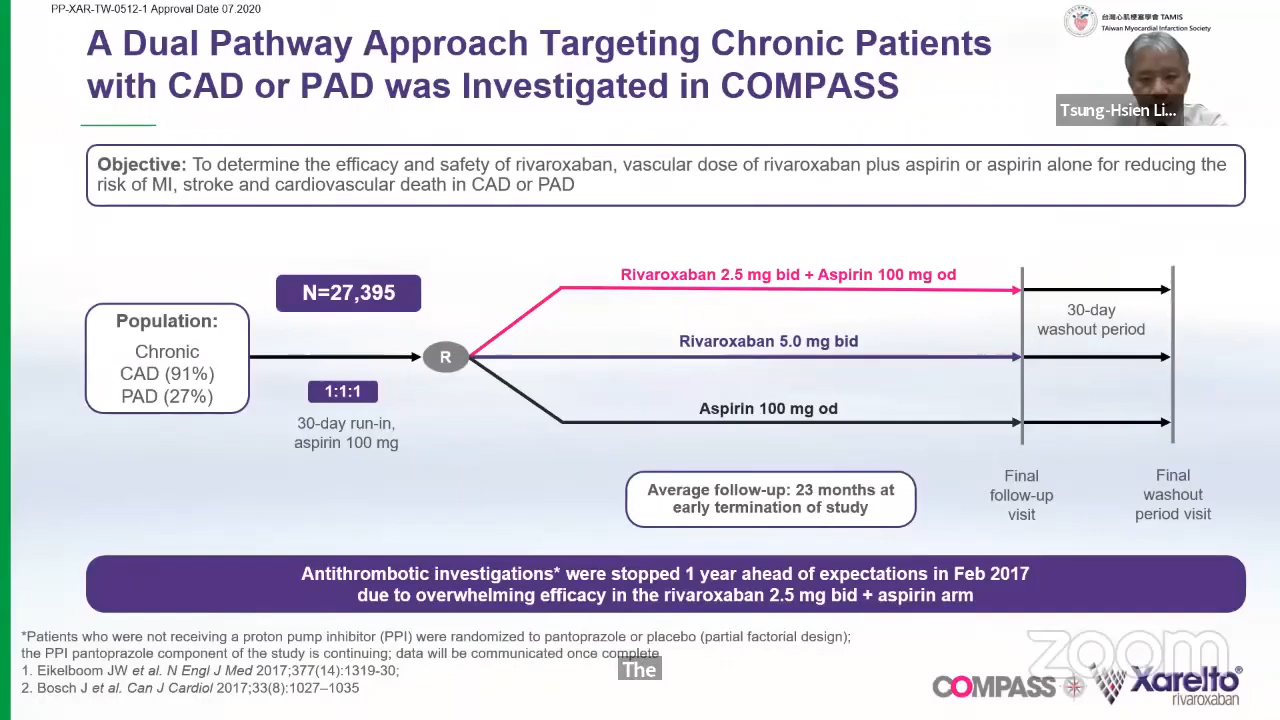 PP-XAR-TW-0512-1 Approval Date 07.2020
台灣心肌梗塞學會 TAMIS
TAiwan Myocardial Infarction Society
A Dual Pathway Approach Targeting Chronic Patients
with CAD or PAD was Investigated in COMPASS
Tsung-Hsien Li...
Objective: To determine the efficacy and safety of rivaroxaban, vascular dose of rivaroxaban plus aspirin or aspirin alone for reducing the
risk of MI, stroke and cardiovascular death in CAD or PAD
N=27,395
Rivaroxaban 2.5 mg bid + Aspirin 100 mg od
Population:
Chronic
CAD (91%)
PAD (27%)
R
30-day
washout period
Rivaroxaban 5.0 mg bid
1:1:1
30-day run-in,
aspirin 100 mg
Aspirin 100 mg od
Average follow-up: 23 months at
early termination of study
Final
follow-up
visit
Final
washout
period visit
Antithrombotic investigations* were stopped 1 year ahead of expectations in Feb 2017
due to overwhelming efficacy in the rivaroxaban 2.5 mg bid + aspirin arm
*Patients who were not receiving a proton pump inhibitor (PPI) were randomized to pantoprazole or placebo (partial factorial design);
the PPI pantoprazole component of the study is continuing; data will be communicated once complete
1. Eikelboom JW et al. N Engl J Med 2017;377(14):1319-30;
2. Bosch J et al. Can J Cardiol 2017;33(8):1027–1035
The
zoom
COMPASS
Xarelto®
rivaroxaban